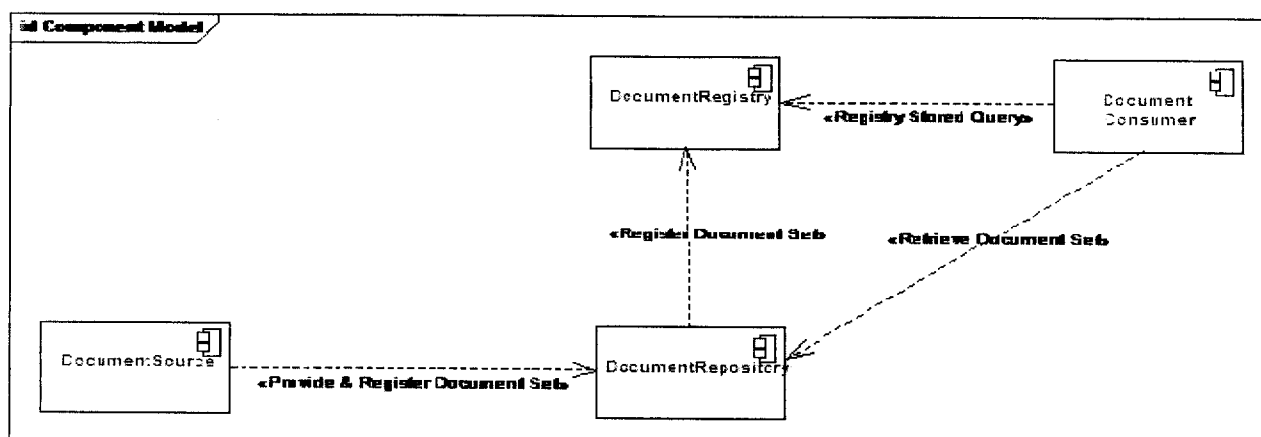 id Component Model
DocumentRegistry
Document
Consumer
«Registry Stored Query»
«Register Document Set»
«Retrieve Document Set»
DocumentSource
DocumentRepository
«Provide & Register Document Set»